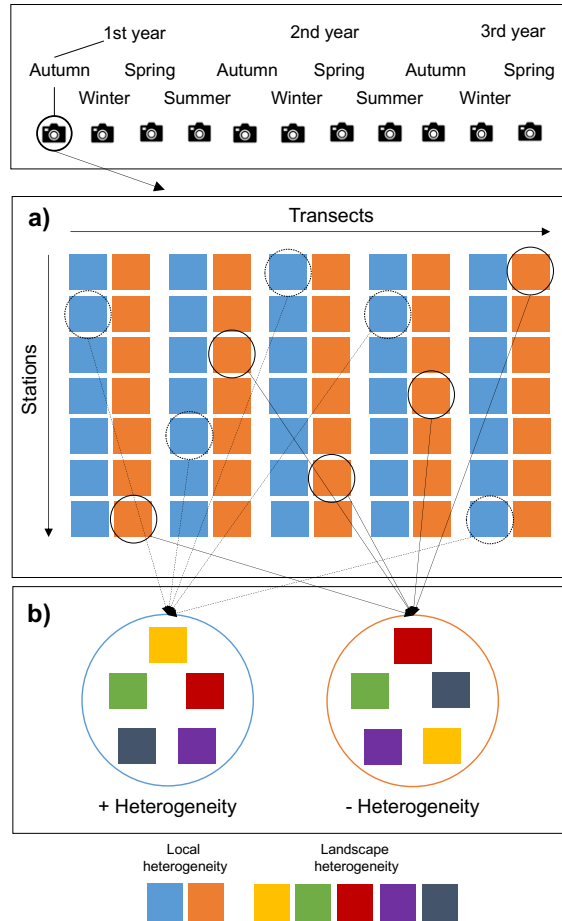 1st year 2nd year 3rd year
Autumn Spring Autumn Spring Autumn Spring
Winter Summer Winter Summer Winter
a)
Transects
Stations
b)
+ Heterogeneity - Heterogeneity
Local Landscape
heterogeneity heterogeneity